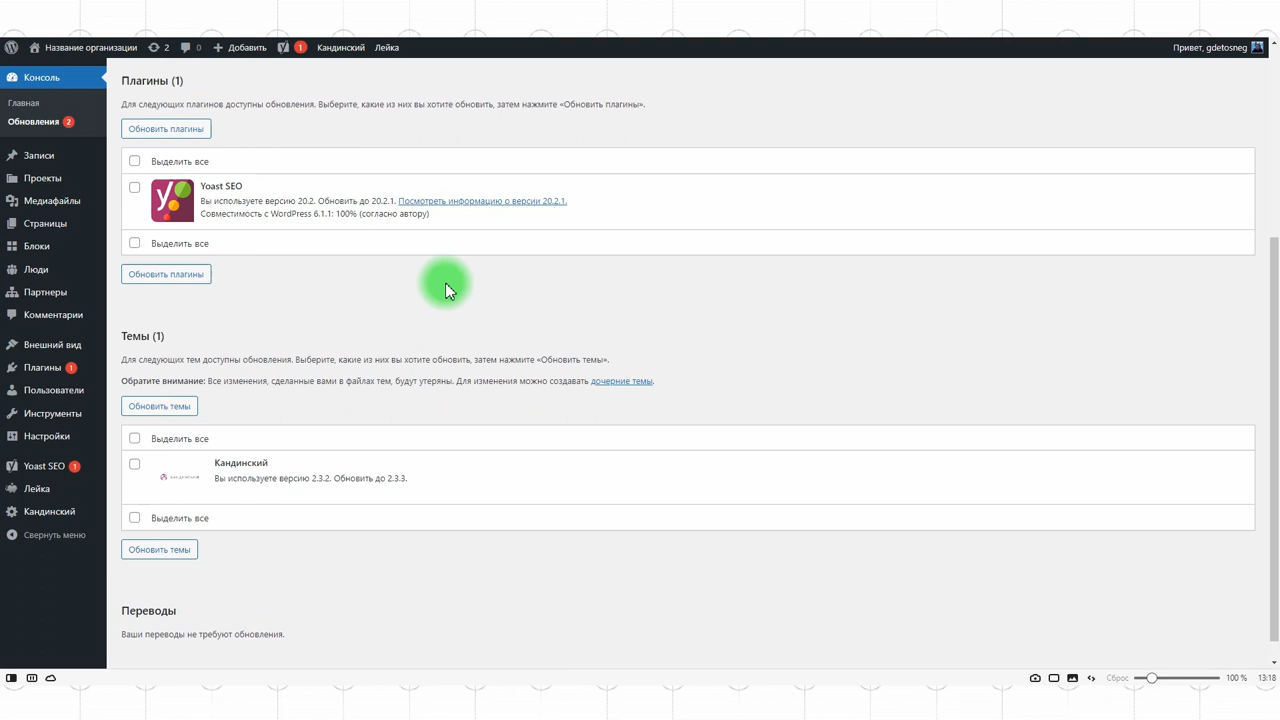 Название организации 2 0 Добавить 1 Кандинский Лейка Привет, gdetosneg
Консоль
Главная
Обновления 2
Записи
Проекты
Медиафайлы
Страницы
Блоки
Люди
Партнеры
Комментарии
Внешний вид
Плагины 1
Пользователи
Инструменты
Настройки
Yoast SEO 1
Лейка
Кандинский
Свернуть меню
Плагины (1)
Для следующих плагинов доступны обновления. Выберите, какие из них вы хотите обновить, затем нажмите «Обновить плагины».
Обновить плагины
Выделить все
Yoast SEO
Вы используете версию 20.2. Обновить до 20.2.1. Посмотреть информацию о версии 20.2.1.
Совместимость с WordPress 6.1.1: 100% (согласно автору)
Выделить все
Обновить плагины
Темы (1)
Для следующих тем доступны обновления. Выберите, какие из них вы хотите обновить, затем нажмите «Обновить темы».
Обратите внимание: Все изменения, сделанные вами в файлах тем, будут утеряны. Для изменения можно создавать дочерние темы.
Обновить темы
Выделить все
КАНДИНСКИЙ
Кандинский
Вы используете версию 2.3.2. Обновить до 2.3.3.
Выделить все
Обновить темы
Переводы
Ваши переводы не требуют обновления.
Сброс 100 % 13:18